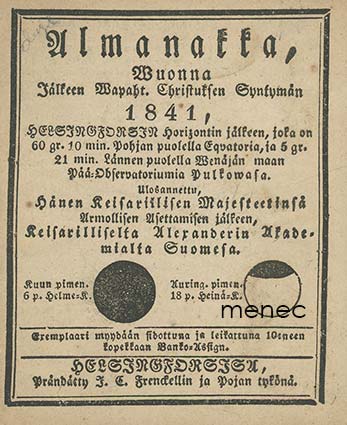 Almanakka,
Wuonna
Jälkeen Wapaht. Christuksen Syntymän
1841,
HELSINGFORSIN Horizontin jälkeen, joka on
60 gr. 10 min. Pohjan puolella Eqvatoria, ja 5 gr.
21 min. Lännen puolella Wenäjän maan
Pää-Observatoriumia Pulkowasa.
Ulosannettu,
Hänen Keisarillisen Majesteetinsä
Armollisen Asettamisen jälkeen,
Keisarilliselta Alexanderin Akade-
mialta Suomesa.
Kuun pimen.
6 p. Helme-K.
Auring. pimen.
18 p. Heinä-K.
menec
Exemplaari myydään sidottuna ja leikattuna 10:neen
kopekkaan Banko-Assign.
HELSINGFORSISA,
Prändätty J. C. Frenckellin ja Pojan tykönä.